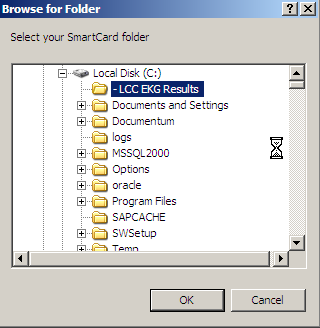 Browse for Folder
Select your SmartCard folder
Local Disk (C:)
- LCC EKG Results
Documents and Settings
Documentum
logs
MSSQL2000
Options
oracle
Program Files
SAPCACHE
SWSetup
Temp
OK
Cancel